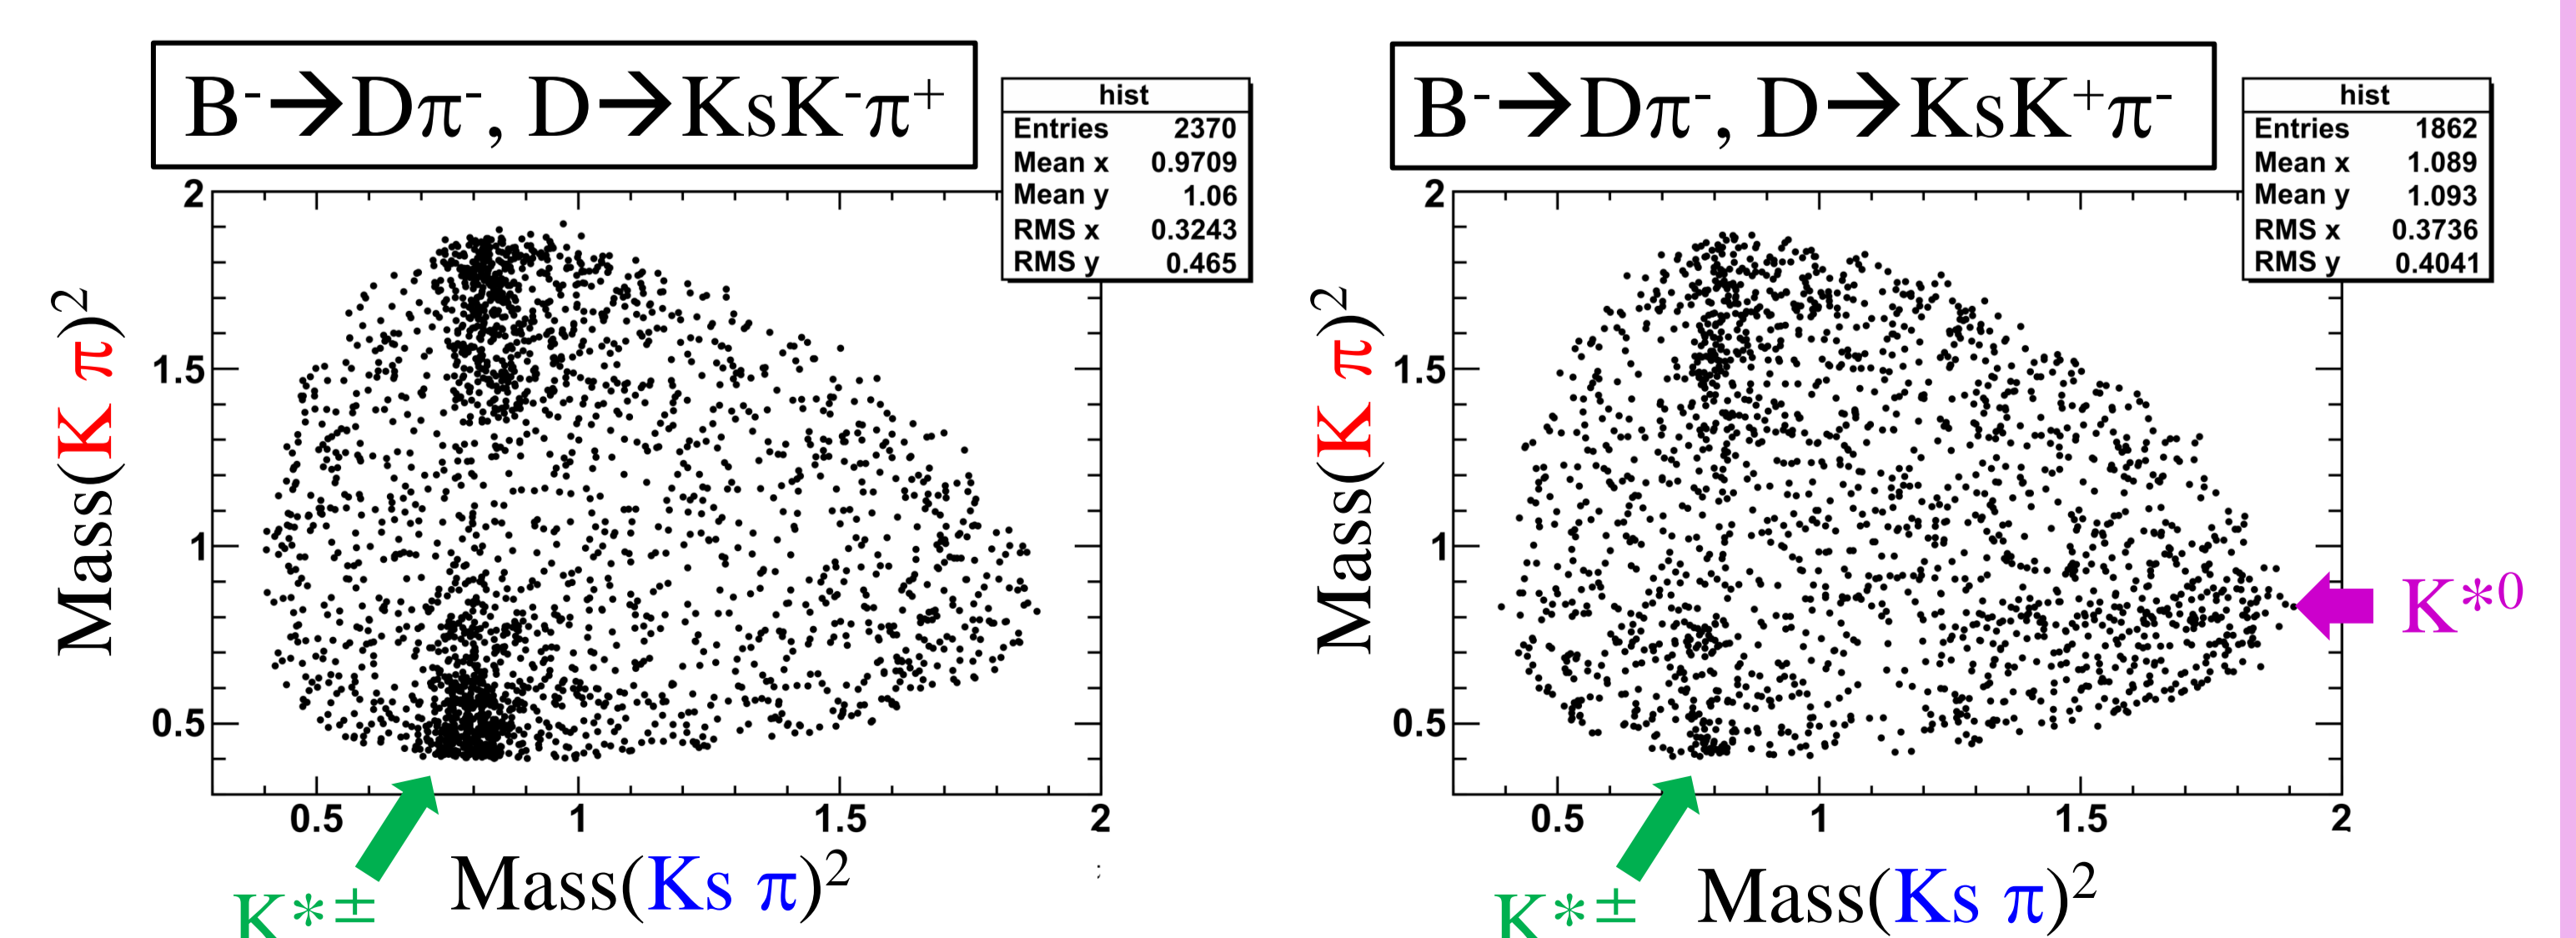 B⁻→Dπ⁻, D→KsK⁻π⁺
hist
Entries 2370
Mean x 0.9709
Mean y 1.06
RMS x 0.3243
RMS y 0.465
Mass(K π)²
2
1.5
1
0.5
0.5 1 1.5 2
Mass(Ks π)²
K*±
;
B⁻→Dπ⁻, D→KsK⁺π⁻
hist
Entries 1862
Mean x 1.089
Mean y 1.093
RMS x 0.3736
RMS y 0.4041
Mass(K π)²
2
1.5
1
0.5
0.5 1 1.5 2
K*⁰
Mass(Ks π)²
K*±